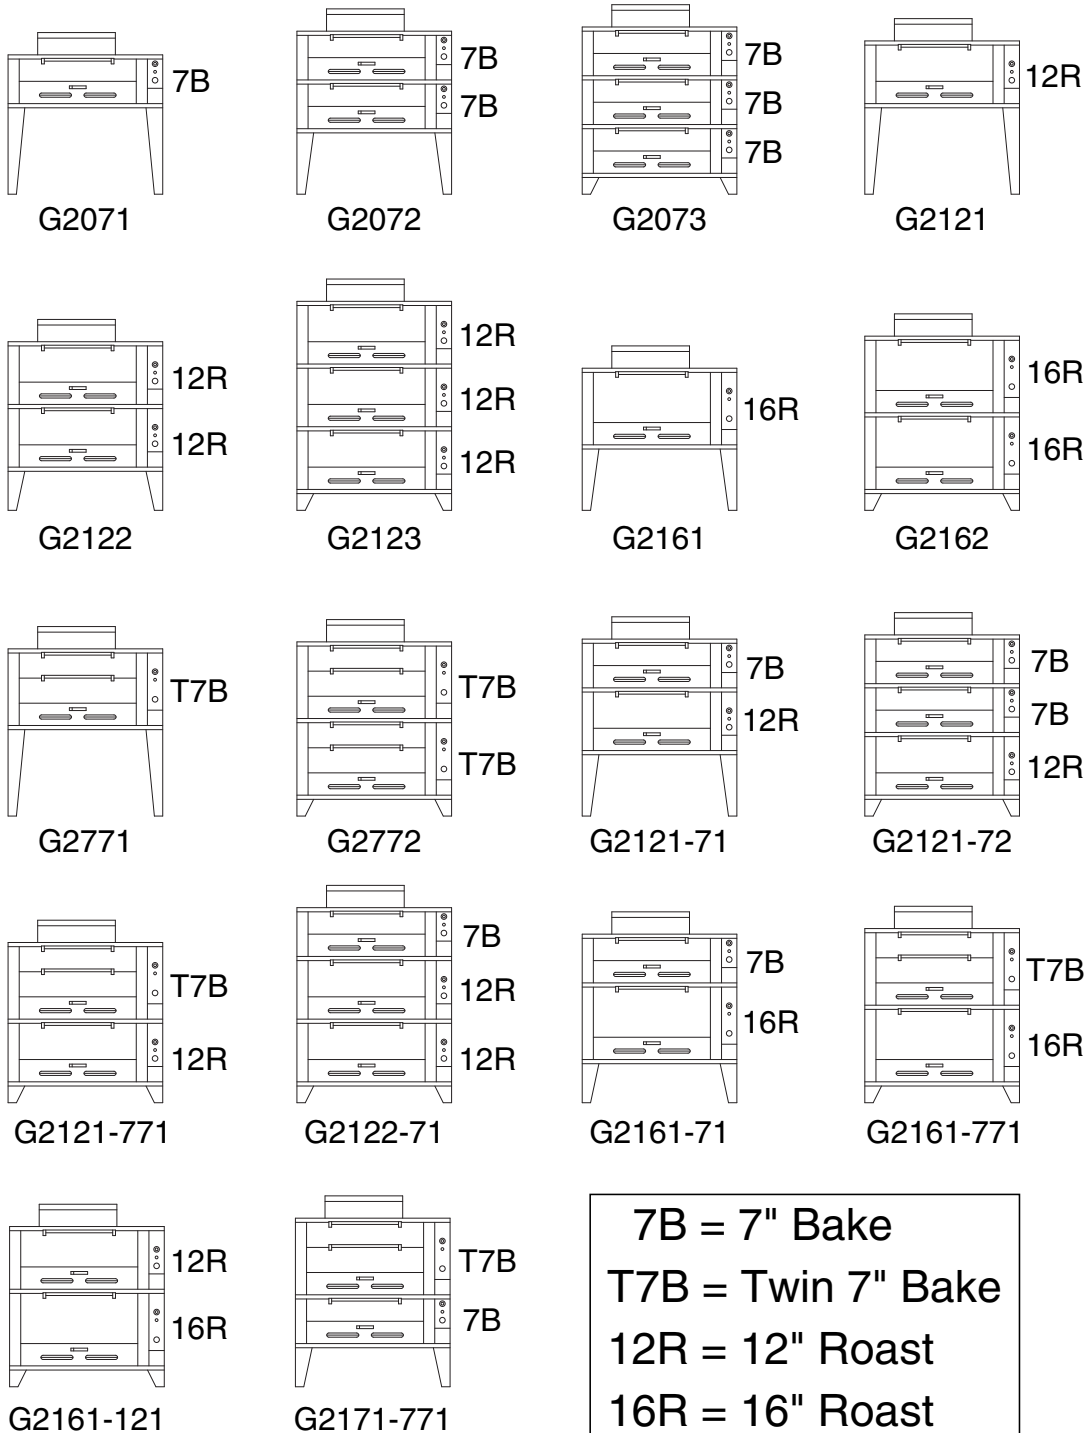 7B
G2071
7B
7B
G2072
7B
7B
7B
G2073
12R
G2121
12R
12R
G2122
12R
12R
12R
G2123
16R
G2161
16R
16R
G2162
T7B
G2771
T7B
T7B
G2772
7B
12R
G2121-71
7B
7B
12R
G2121-72
T7B
12R
G2121-771
7B
12R
12R
G2122-71
7B
16R
G2161-71
T7B
16R
G2161-771
12R
16R
G2161-121
T7B
7B
G2171-771
7B = 7" Bake
T7B = Twin 7" Bake
12R = 12" Roast
16R = 16" Roast